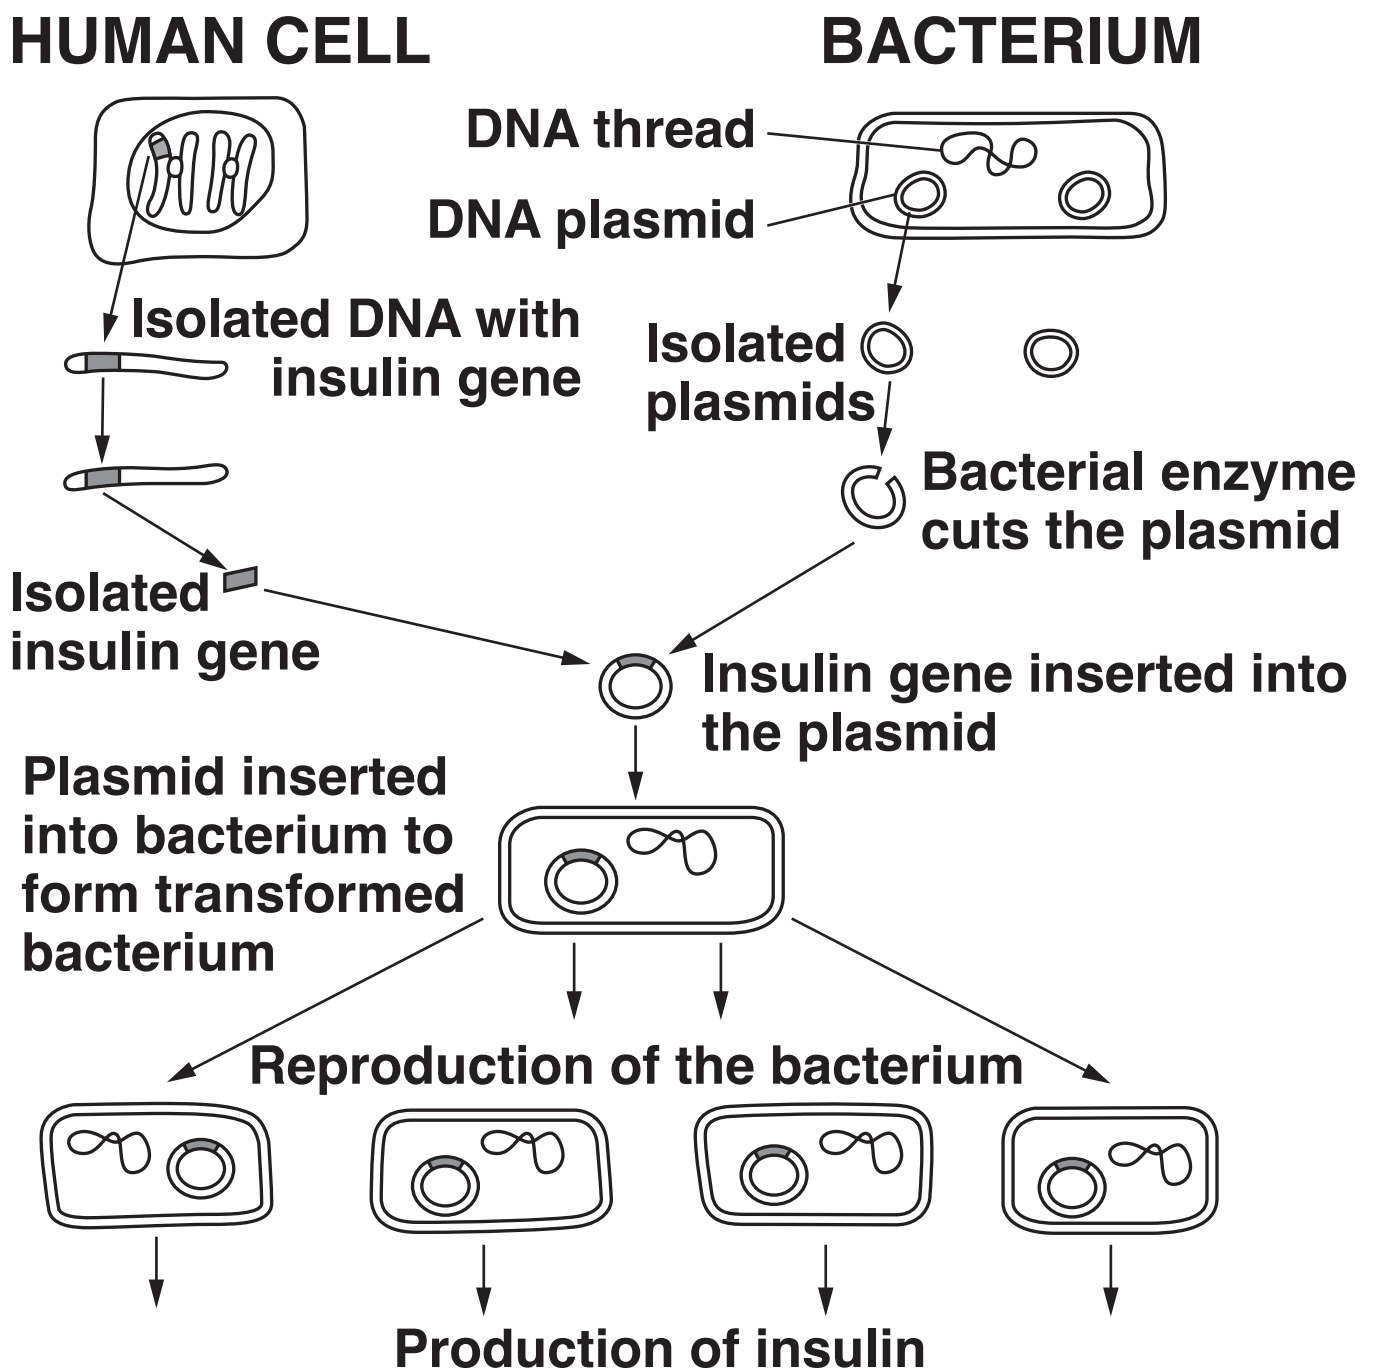 HUMAN CELL
BACTERIUM
DNA thread
DNA plasmid
Isolated DNA with
insulin gene
Isolated
plasmids
Bacterial enzyme
cuts the plasmid
Isolated
insulin gene
Insulin gene inserted into
the plasmid
Plasmid inserted
into bacterium to
form transformed
bacterium
Reproduction of the bacterium
Production of insulin